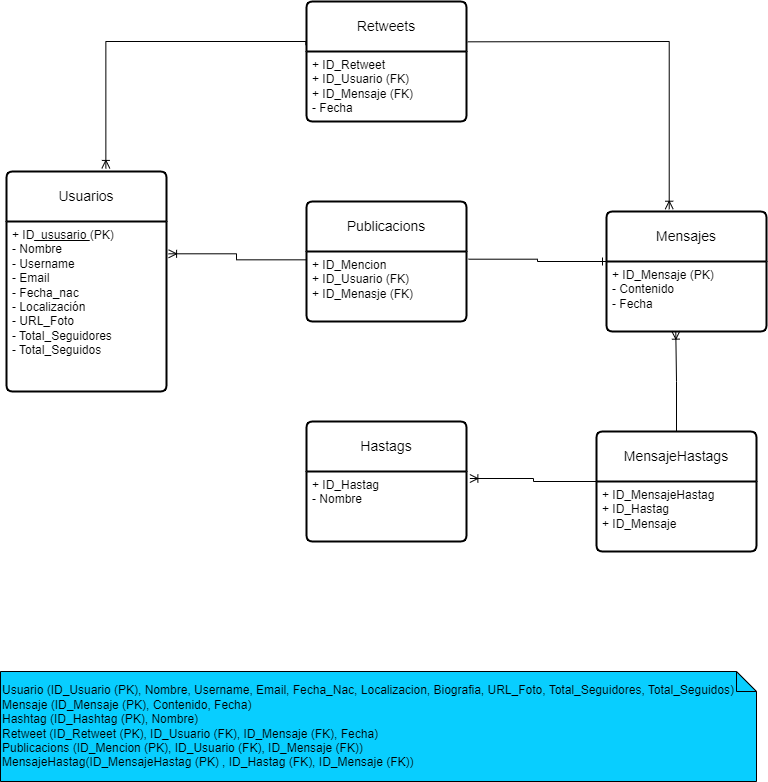 Retweets
+ ID_Retweet
+ ID_Usuario (FK)
+ ID_Mensaje (FK)
- Fecha
Usuarios
+ ID_ususario (PK)
- Nombre
- Username
- Email
- Fecha_nac
- Localización
- URL_Foto
- Total_Seguidores
- Total_Seguidos
Publicacions
+ ID_Mencion
+ ID_Usuario (FK)
+ ID_Menasje (FK)
Mensajes
+ ID_Mensaje (PK)
- Contenido
- Fecha
Hastags
+ ID_Hastag
- Nombre
MensajeHastags
+ ID_MensajeHastag
+ ID_Hastag
+ ID_Mensaje
Usuario (ID_Usuario (PK), Nombre, Username, Email, Fecha_Nac, Localizacion, Biografia, URL_Foto, Total_Seguidores, Total_Seguidos)
Mensaje (ID_Mensaje (PK), Contenido, Fecha)
Hashtag (ID_Hashtag (PK), Nombre)
Retweet (ID_Retweet (PK), ID_Usuario (FK), ID_Mensaje (FK), Fecha)
Publicacions (ID_Mencion (PK), ID_Usuario (FK), ID_Mensaje (FK))
MensajeHastag(ID_MensajeHastag (PK) , ID_Hastag (FK), ID_Mensaje (FK))